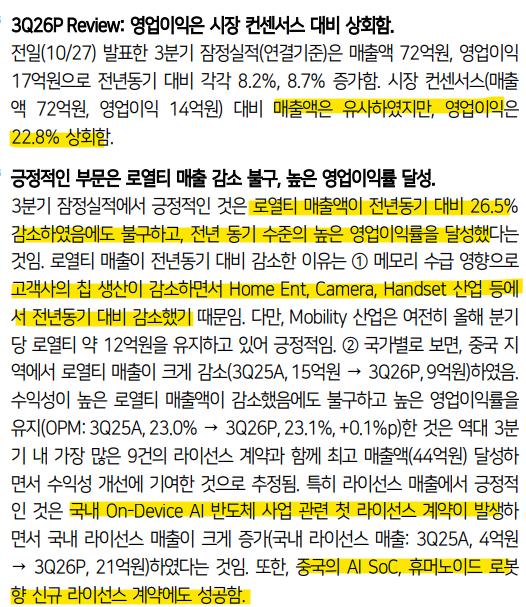 3Q26P Review: 영업이익은 시장 컨센서스 대비 상회함.
전일(10/27) 발표한 3분기 잠정실적(연결기준)은 매출액 72억원, 영업이익
17억원으로 전년동기 대비 각각 8.2%, 8.7% 증가함. 시장 컨센서스(매출
액 72억원, 영업이익 14억원) 대비 매출액은 유사하였지만, 영업이익은
22.8% 상회함.
긍정적인 부문은 로열티 매출 감소 불구, 높은 영업이익률 달성.
3분기 잠정실적에서 긍정적인 것은 로열티 매출액이 전년동기 대비 26.5%
감소하였음에도 불구하고, 전년 동기 수준의 높은 영업이익률을 달성했다는
것임. 로열티 매출이 전년동기 대비 감소한 이유는 ① 메모리 수급 영향으로
고객사의 칩 생산이 감소하면서 Home Ent, Camera, Handset 산업 등에
서 전년동기 대비 감소했기 때문임. 다만, Mobility 산업은 여전히 올해 분기
당 로열티 약 12억원을 유지하고 있어 긍정적임. ② 국가별로 보면, 중국 지
역에서 로열티 매출이 크게 감소(3Q25A, 15억원 → 3Q26P, 9억원)하였음.
수익성이 높은 로열티 매출액이 감소했음에도 불구하고 높은 영업이익률을
유지(OPM: 3Q25A, 23.0% → 3Q26P, 23.1%, +0.1%p)한 것은 역대 3분
기 내 가장 많은 9건의 라이선스 계약과 함께 최고 매출액(44억원) 달성하
면서 수익성 개선에 기여한 것으로 추정됨. 특히 라이선스 매출에서 긍정적
인 것은 국내 On-Device AI 반도체 사업 관련 첫 라이선스 계약이 발생하
면서 국내 라이선스 매출이 크게 증가(국내 라이선스 매출: 3Q25A, 4억원
→ 3Q26P, 21억원)하였다는 것임. 또한, 중국의 AI SoC, 휴머노이드 로봇
향 신규 라이선스 계약에도 성공함.